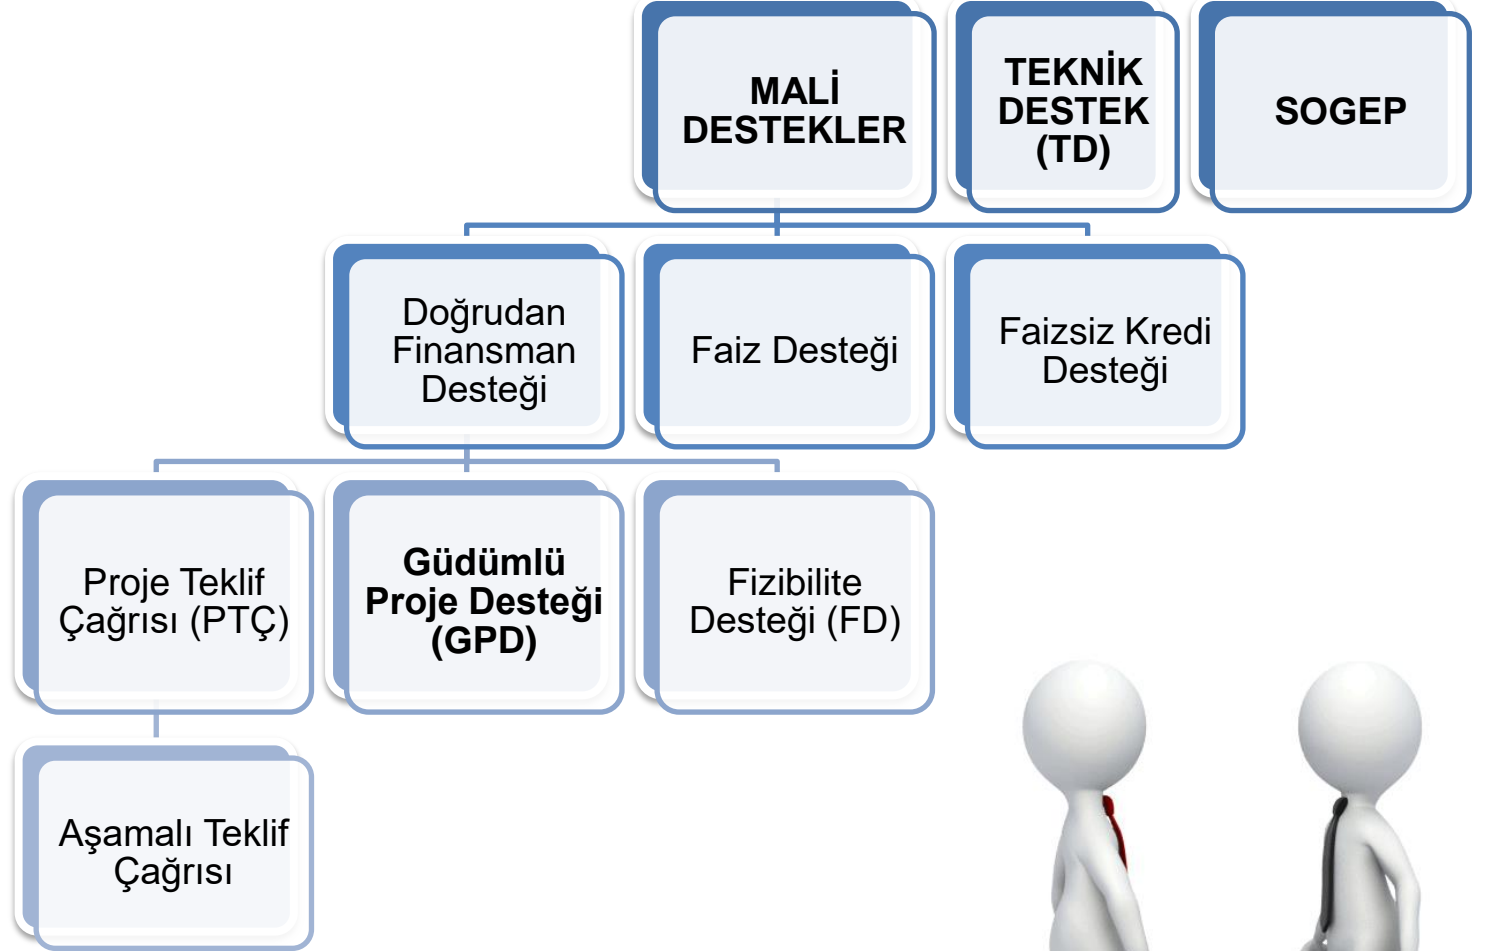 MALİ
DESTEKLER
TEKNİK
DESTEK
(TD)
SOGEP
Doğrudan
Finansman
Desteği
Faiz Desteği
Faizsiz Kredi
Desteği
Proje Teklif
Çağrısı (PTÇ)
Güdümlü
Proje Desteği
(GPD)
Fizibilite
Desteği (FD)
Aşamalı Teklif
Çağrısı